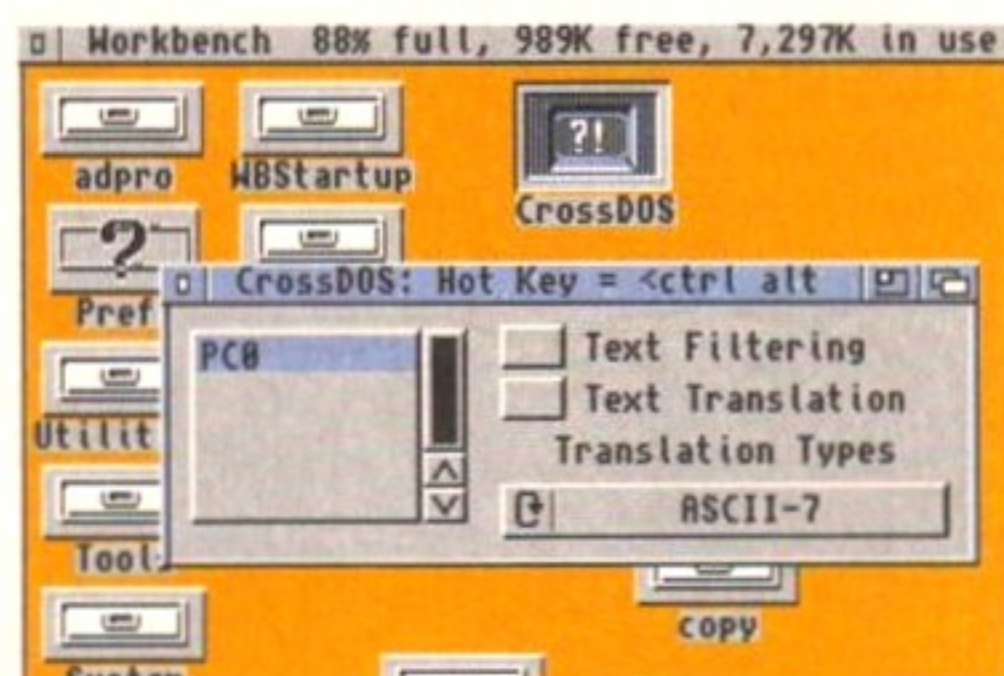 Workbench 88% full, 989K free, 7,297K in use
adpro
WBStartup
?!
CrossDOS
?
Pref
CrossDOS: Hot Key = <ctrl alt
PC0
Text Filtering
Text Translation
Translation Types
ASCII-7
Utilit
Tool
copy
System